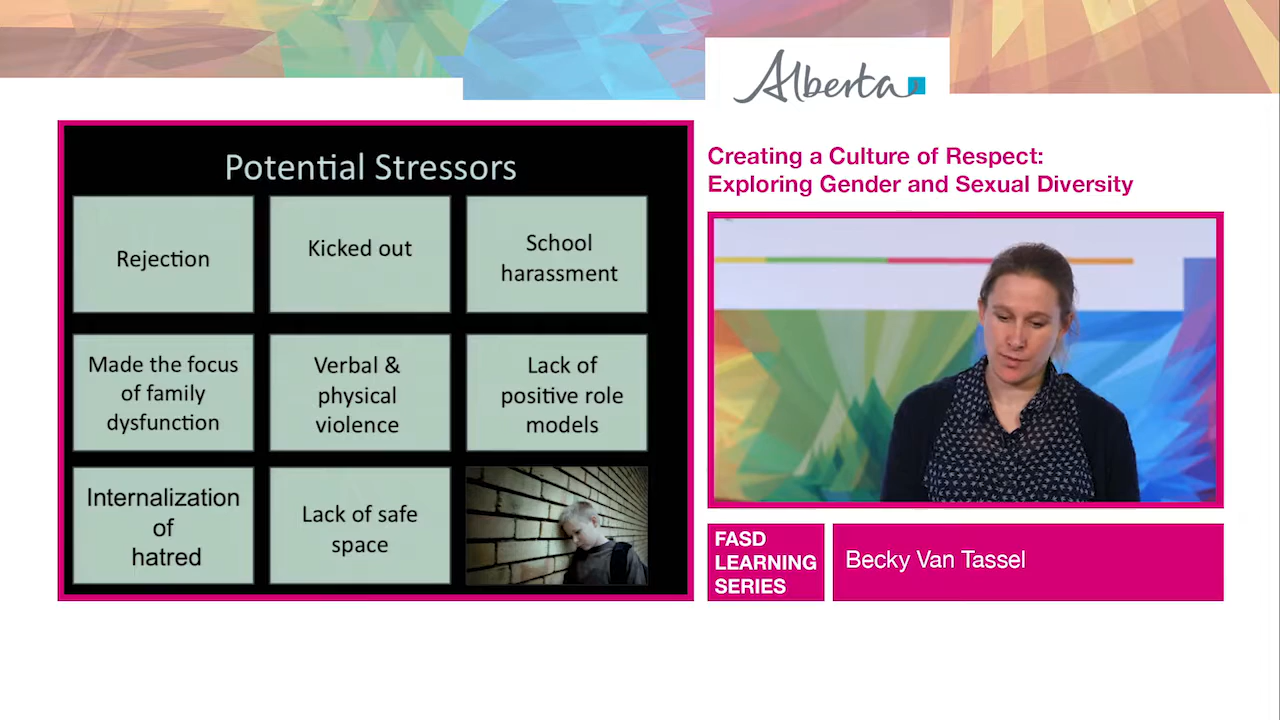 Alberta
Potential Stressors
Rejection
Kicked out
School
harassment
Made the focus
of family
dysfunction
Verbal &
physical
violence
Lack of
positive role
models
Internalization
of
hatred
Lack of safe
space
Creating a Culture of Respect:
Exploring Gender and Sexual Diversity
FASD
LEARNING
SERIES
Becky Van Tassel